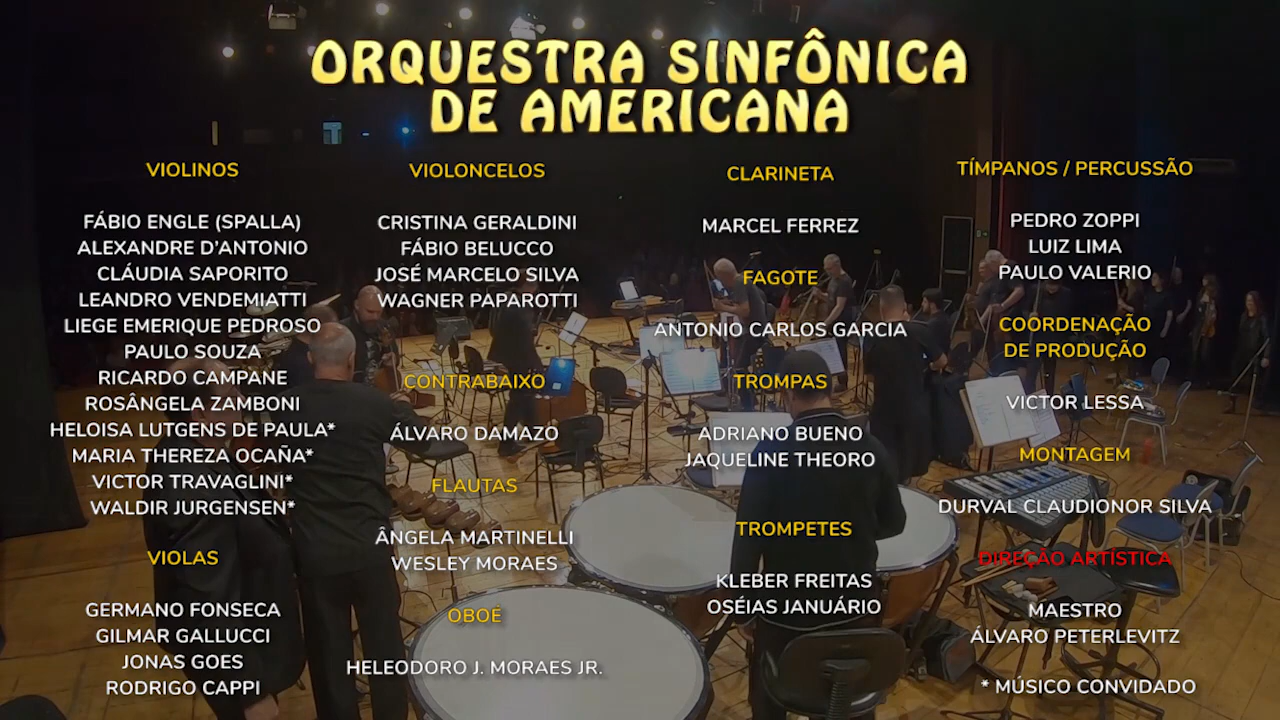 ORQUESTRA SINFÔNICA
DE AMERICANA
VIOLINOS
FÁBIO ENGLE (SPALLA)
ALEXANDRE D'ANTONIO
CLÁUDIA SAPORITO
LEANDRO VENDEMIATTI
LIEGE EMERIQUE PEDROSO
PAULO SOUZA
RICARDO CAMPANE
ROSÂNGELA ZAMBONI
HELOISA LUTGENS DE PAULA*
MARIA THEREZA OCAÑA*
VICTOR TRAVAGLINI*
WALDIR JURGENSEN*
VIOLAS
GERMANO FONSECA
GILMAR GALLUCCI
JONAS GOES
RODRIGO CAPPI
VIOLONCELOS
CRISTINA GERALDINI
FÁBIO BELUCCO
JOSÉ MARCELO SILVA
WAGNER PAPAROTTI
CONTRABAIXO
ÁLVARO DAMAZO
FLAUTAS
ÂNGELA MARTINELLI
WESLEY MORAES
OBOÉ
HELEODORO J. MORAES JR.
CLARINETA
MARCEL FERREZ
FAGOTE
ANTONIO CARLOS GARCIA
TROMPAS
ADRIANO BUENO
JAQUELINE THEORO
TROMPETES
KLEBER FREITAS
OSÉIAS JANUÁRIO
TÍMPANOS / PERCUSSÃO
PEDRO ZOPPI
LUIZ LIMA
PAULO VALERIO
COORDENAÇÃO
DE PRODUÇÃO
VICTOR LESSA
MONTAGEM
DURVAL CLAUDIONOR SILVA
DIREÇÃO ARTÍSTICA
MAESTRO
ÁLVARO PETERLEVITZ
* MÚSICO CONVIDADO